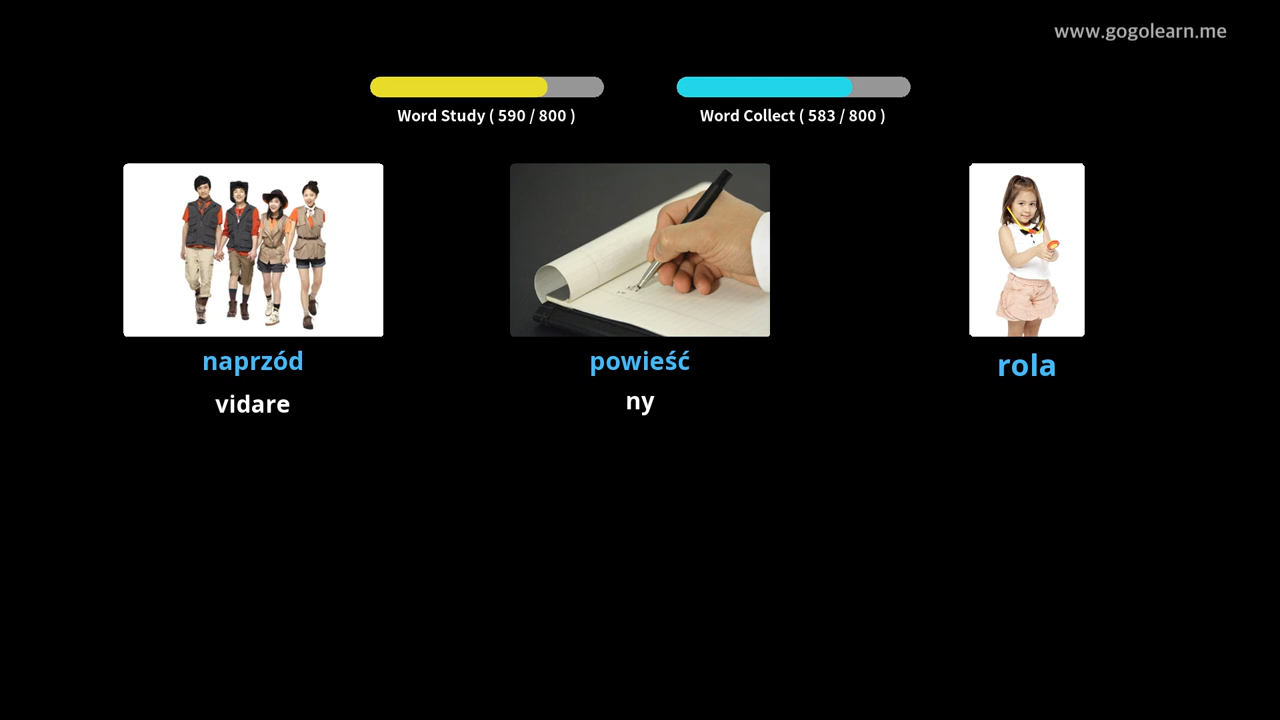 www.gogolearn.me
Word Study ( 590 / 800 )
Word Collect ( 583 / 800 )
naprzód
powieść
rola
vidare
ny